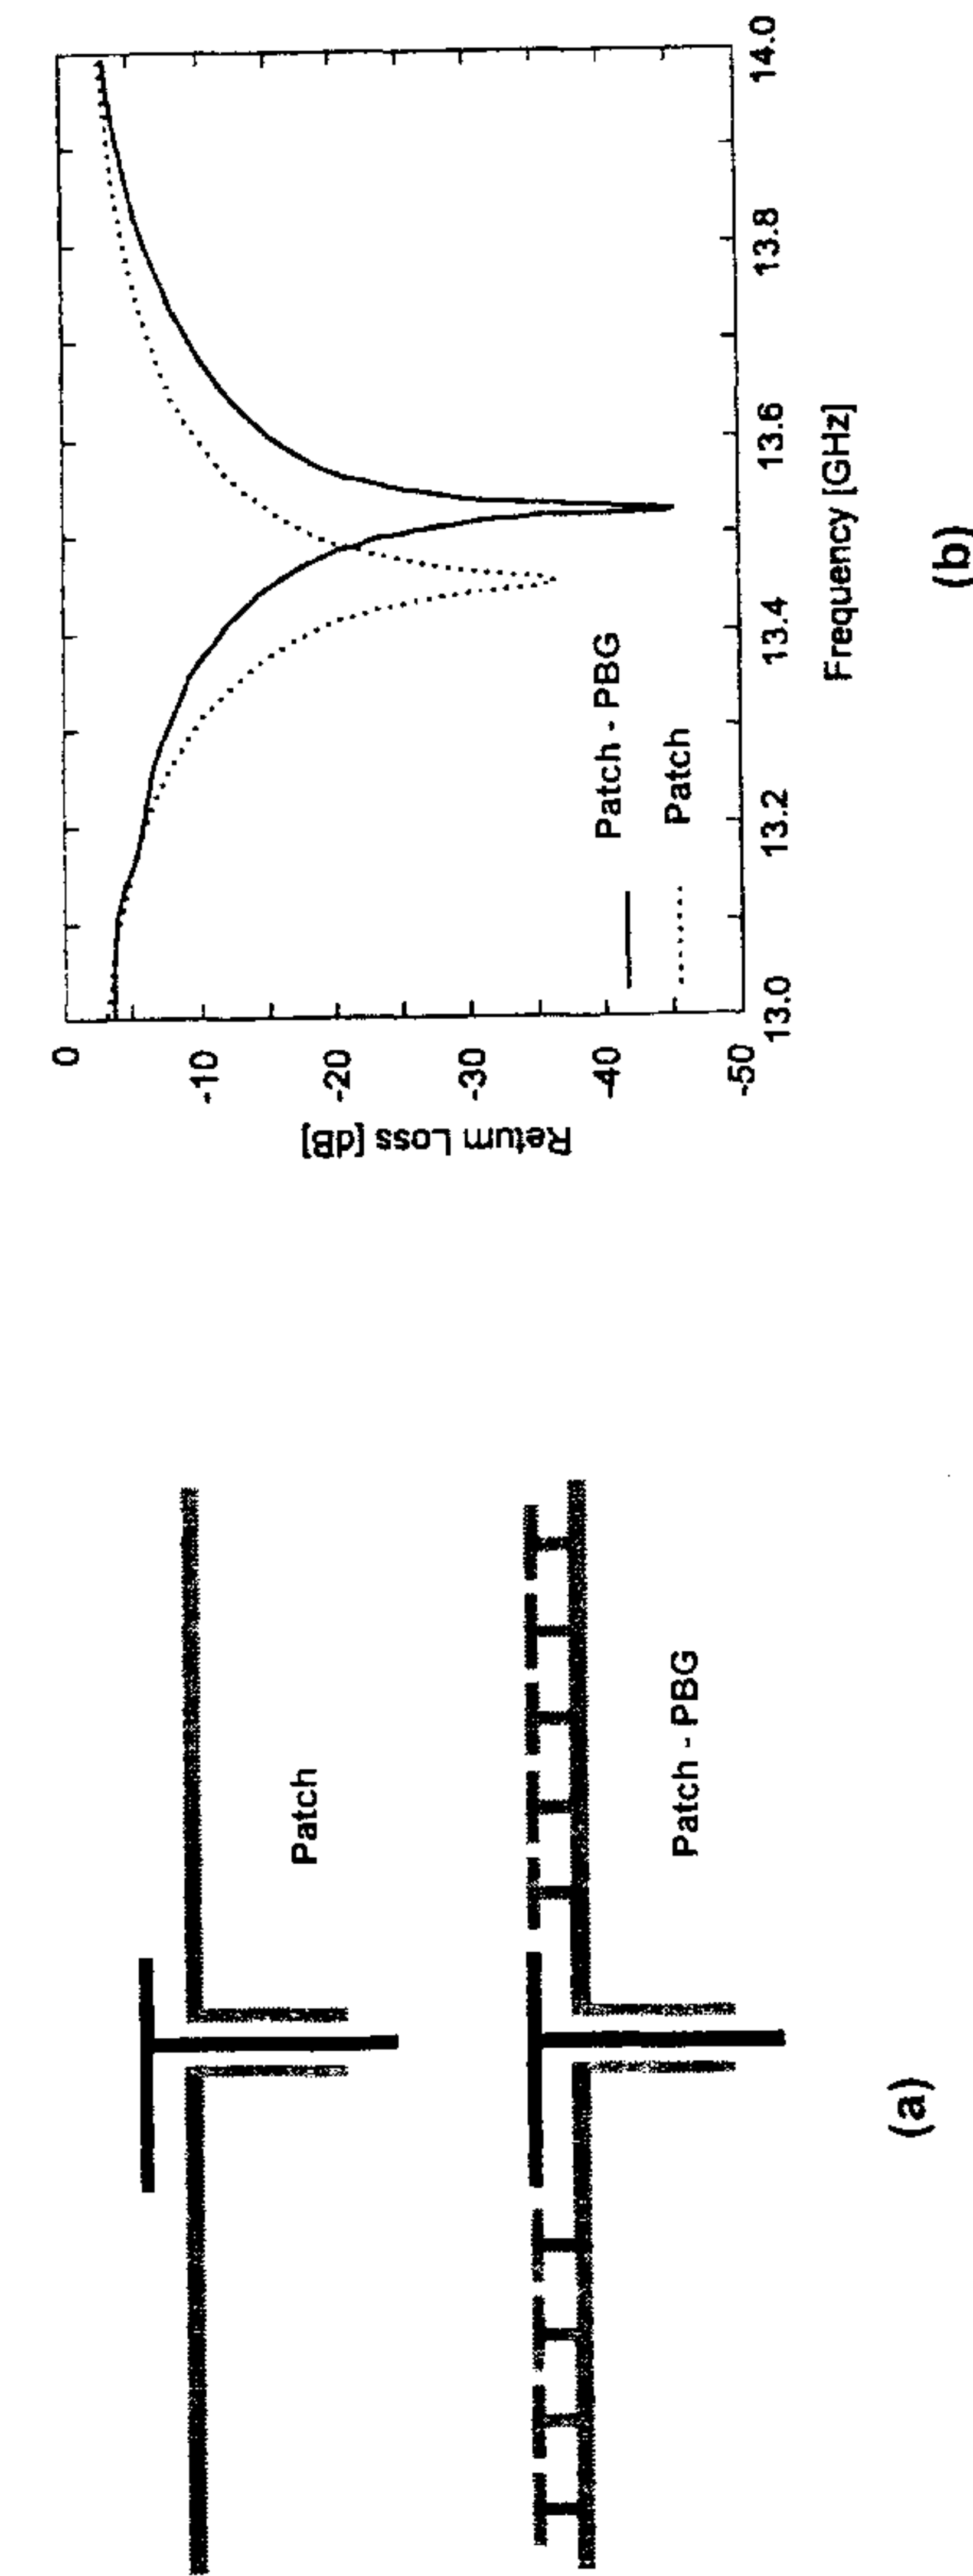 Patch
Patch - PBG
(a)
Return Loss [dB]
0
-10
-20
-30
-40
-50
Patch - PBG
Patch
13.0
13.2
13.4
13.6
13.8
14.0
Frequency [GHz]
(b)